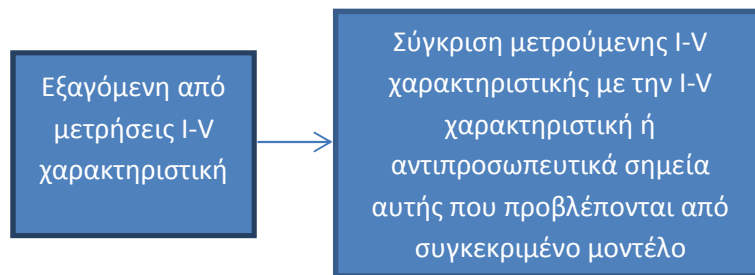 Εξαγόμενη από
μετρήσεις I-V
χαρακτηριστική
Σύγκριση μετρούμενης I-V
χαρακτηριστικής με την I-V
χαρακτηριστική ή
αντιπροσωπευτικά σημεία
αυτής που προβλέπονται από
συγκεκριμένο μοντέλο